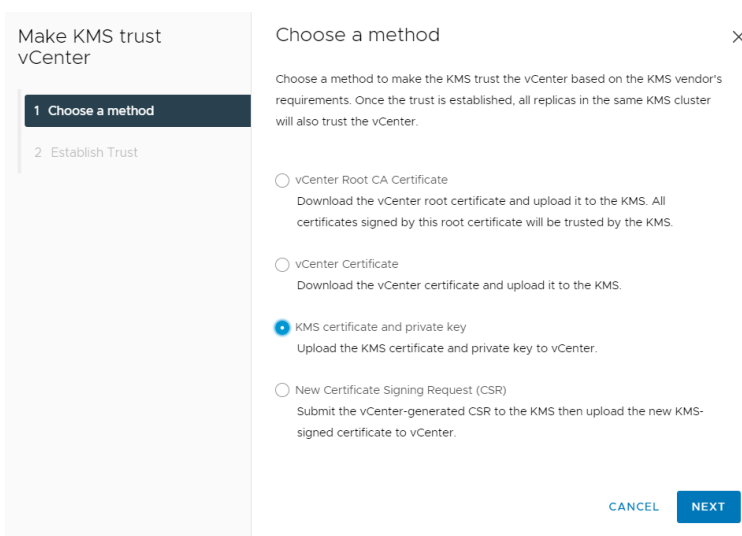 Make KMS trust
vCenter
1 Choose a method
2 Establish Trust
Choose a method
Choose a method to make the KMS trust the vCenter based on the KMS vendor's
requirements. Once the trust is established, all replicas in the same KMS cluster
will also trust the vCenter.
vCenter Root CA Certificate
Download the vCenter root certificate and upload it to the KMS. All
certificates signed by this root certificate will be trusted by the KMS.
vCenter Certificate
Download the vCenter certificate and upload it to the KMS.
KMS certificate and private key
Upload the KMS certificate and private key to vCenter.
New Certificate Signing Request (CSR)
Submit the vCenter-generated CSR to the KMS then upload the new KMS-
signed certificate to vCenter.
CANCEL NEXT